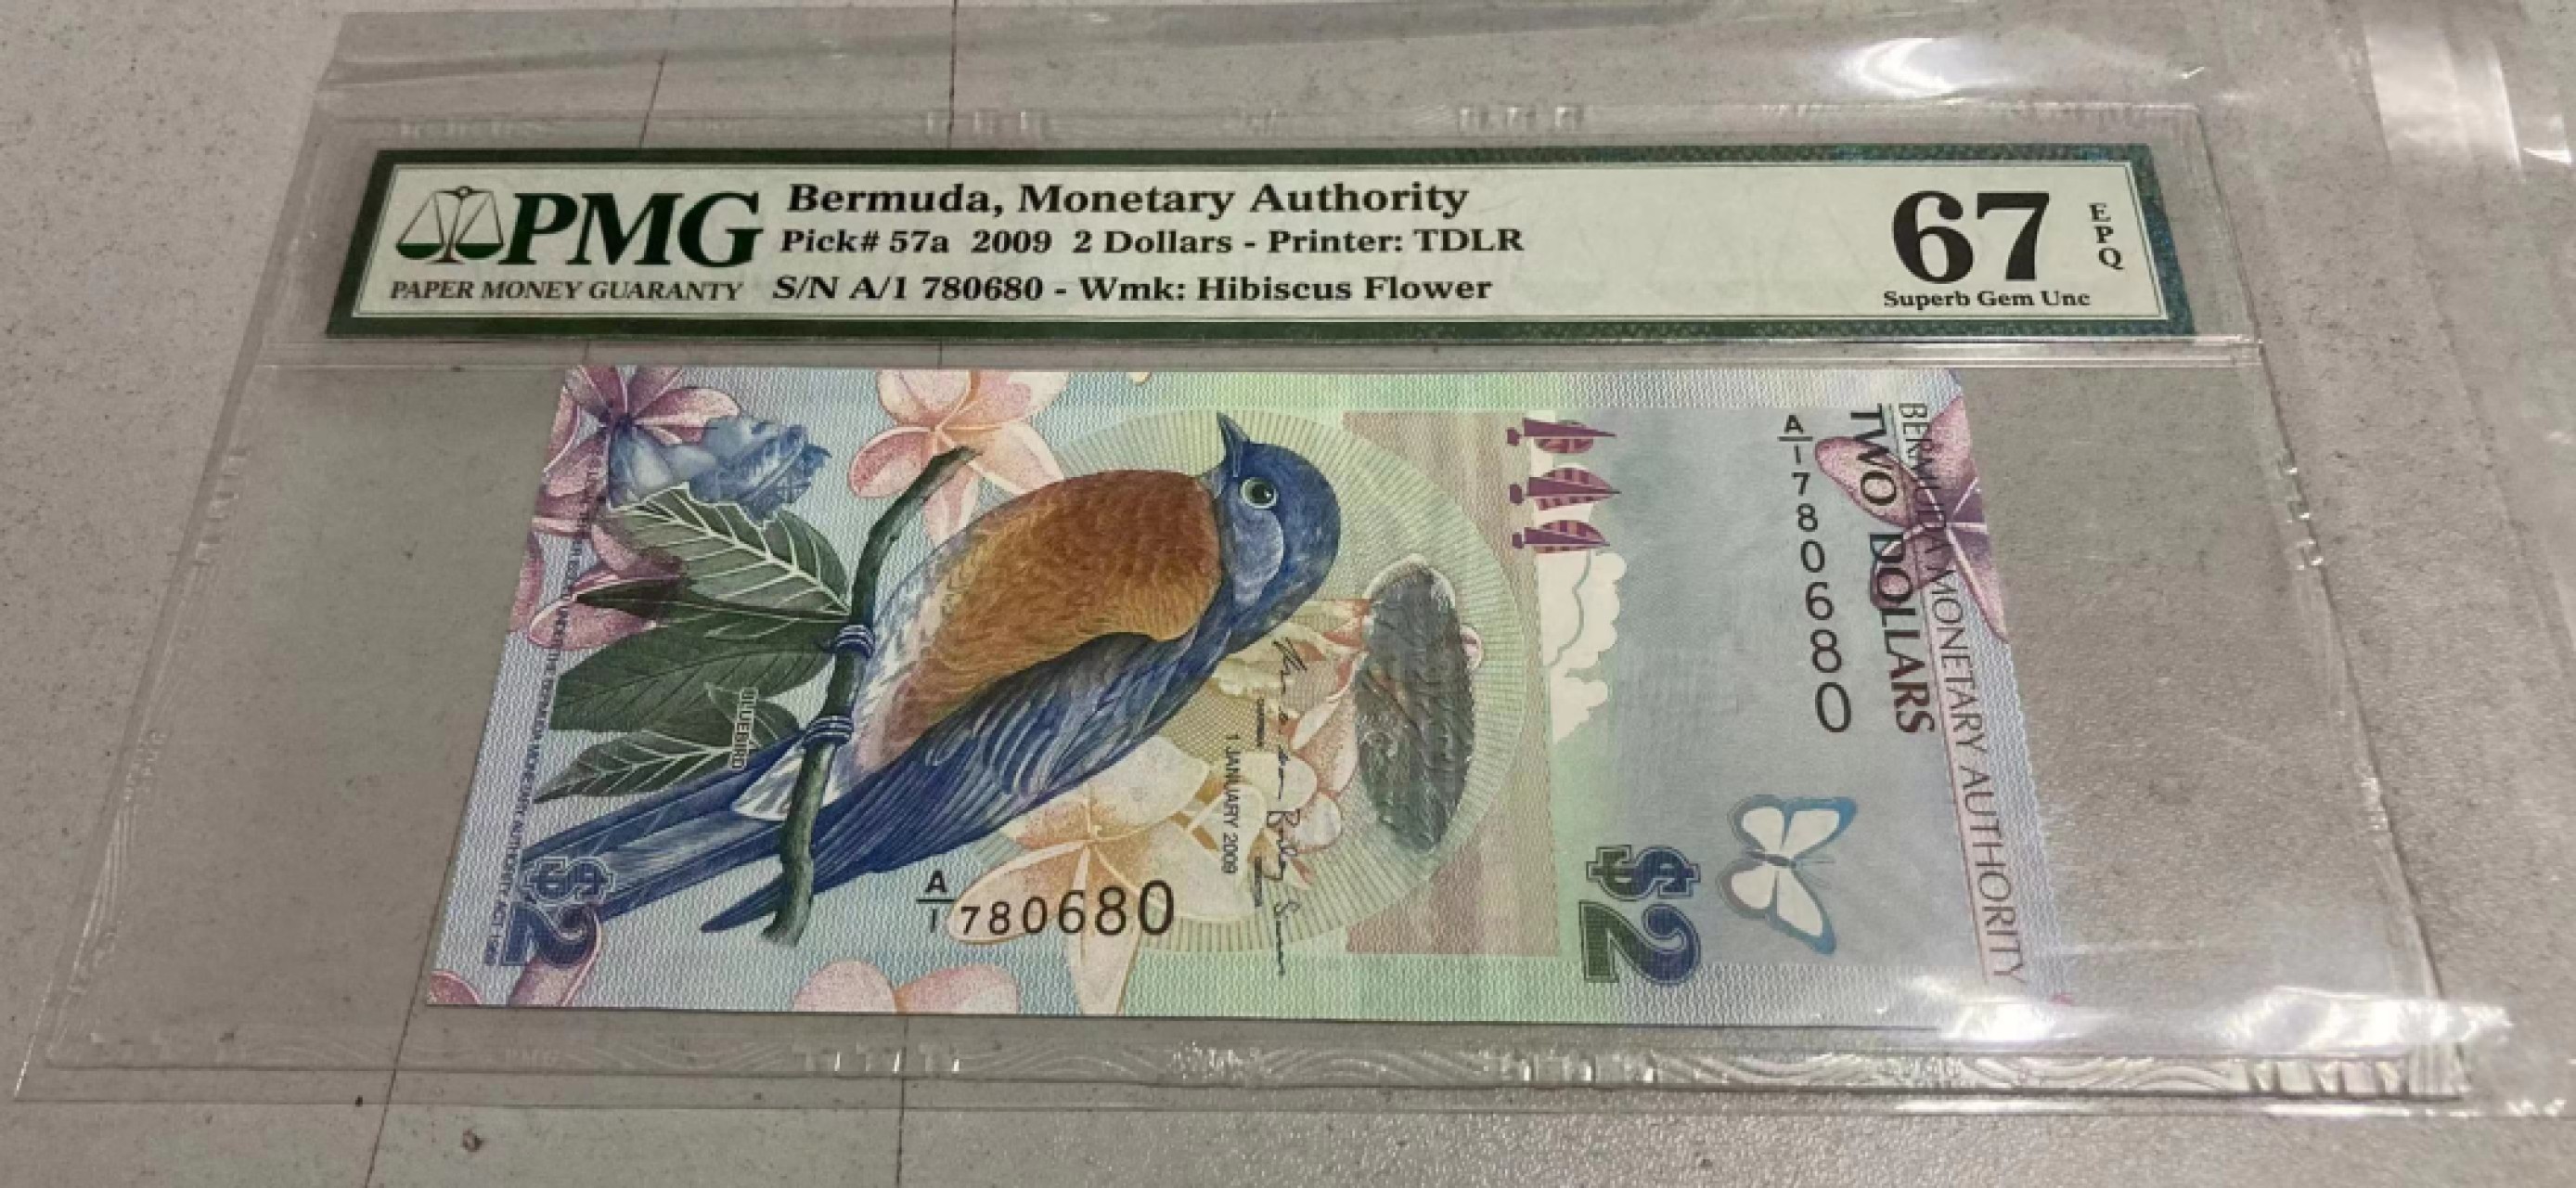 PMG
PAPER MONEY GUARANTY
Bermuda, Monetary Authority
Pick# 57a 2009 2 Dollars - Printer: TDLR
S/N A/1 780680 - Wmk: Hibiscus Flower
67
EPQ
Superb Gem Unc
BERMUDA MONETARY AUTHORITY
TWO DOLLARS
A/1 780680
$2
BLUEBIRD
1 JANUARY 2009
A/1 780680
$2